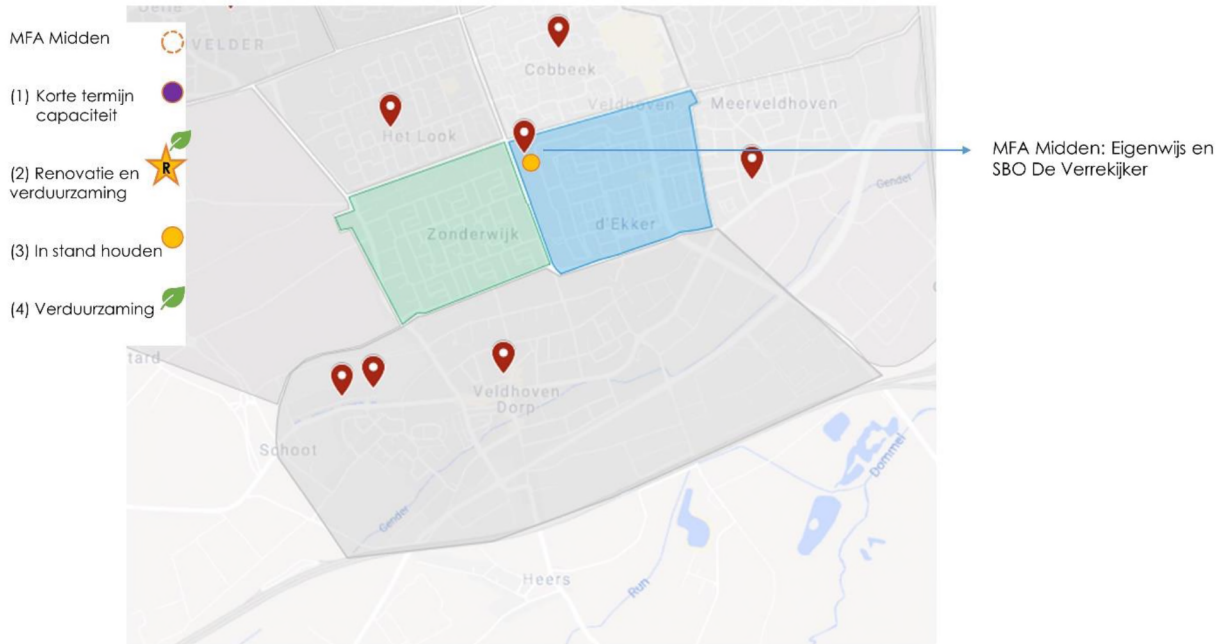 MFA Midden
(1) Korte termijn
capaciteit
(2) Renovatie en
verduurzaming
R
(3) In stand houden
(4) Verduurzaming
VELDER
Cobbeek
Veldhoven
Meerveldhoven
Het Look
Gender
Zonderwijk
d'Ekker
MFA Midden: Eigenwijs en
SBO De Verrekijker
Veldhoven
Dorp
Schoot
Gender
Dommel
Heers
Run